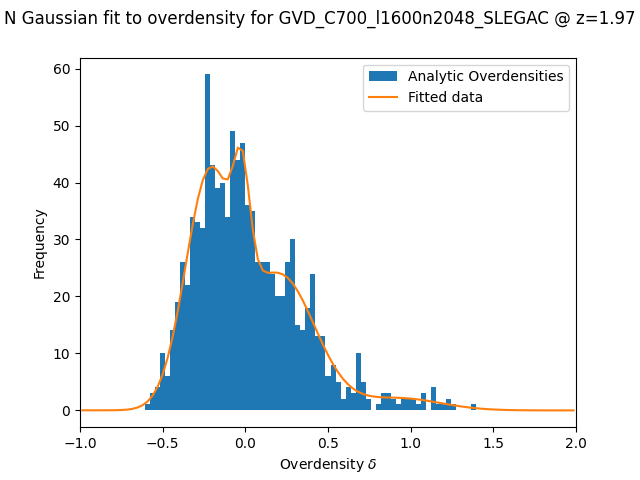 N Gaussian fit to overdensity for GVD_C700_l1600n2048_SLEGAC @ z=1.97
Analytic Overdensities
Fitted data
Frequency
60
50
40
30
20
10
0
−1.0 −0.5 0.0 0.5 1.0 1.5 2.0
Overdensity δ